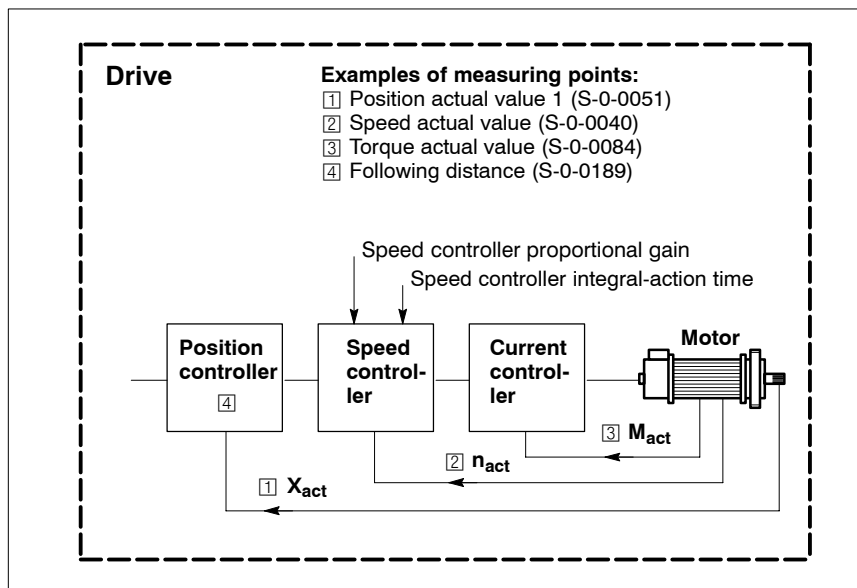 Drive
Examples of measuring points:
1 Position actual value 1 (S-0-0051)
2 Speed actual value (S-0-0040)
3 Torque actual value (S-0-0084)
4 Following distance (S-0-0189)
Speed controller proportional gain
Speed controller integral-action time
Position
controller
4
Speed
control-
ler
Current
control-
ler
Motor
3 Mact
2 nact
1 Xact